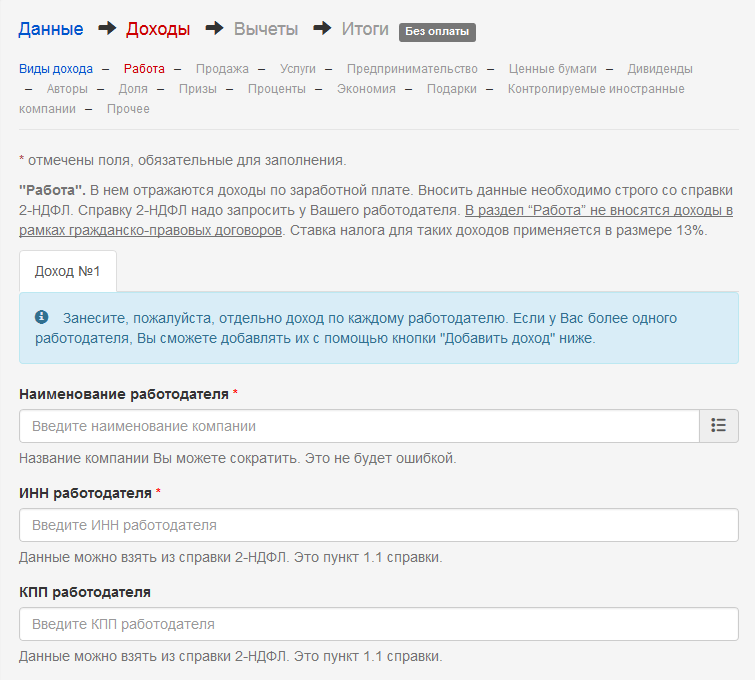 Данные → Доходы → Вычеты → Итоги Без оплаты
Виды дохода – Работа – Продажа – Услуги – Предпринимательство – Ценные бумаги – Дивиденды
– Авторы – Доля – Призы – Проценты – Экономия – Подарки – Контролируемые иностранные
компании – Прочее
* отмечены поля, обязательные для заполнения.
"Работа". В нем отражаются доходы по заработной плате. Вносить данные необходимо строго со справки
2-НДФЛ. Справку 2-НДФЛ надо запросить у Вашего работодателя. В раздел “Работа” не вносятся доходы в
рамках гражданско-правовых договоров. Ставка налога для таких доходов применяется в размере 13%.
Доход №1
Занесите, пожалуйста, отдельно доход по каждому работодателю. Если у Вас более одного
работодателя, Вы сможете добавлять их с помощью кнопки "Добавить доход" ниже.
Наименование работодателя *
Введите наименование компании
Название компании Вы можете сократить. Это не будет ошибкой.
ИНН работодателя *
Введите ИНН работодателя
Данные можно взять из справки 2-НДФЛ. Это пункт 1.1 справки.
КПП работодателя
Введите КПП работодателя
Данные можно взять из справки 2-НДФЛ. Это пункт 1.1 справки.